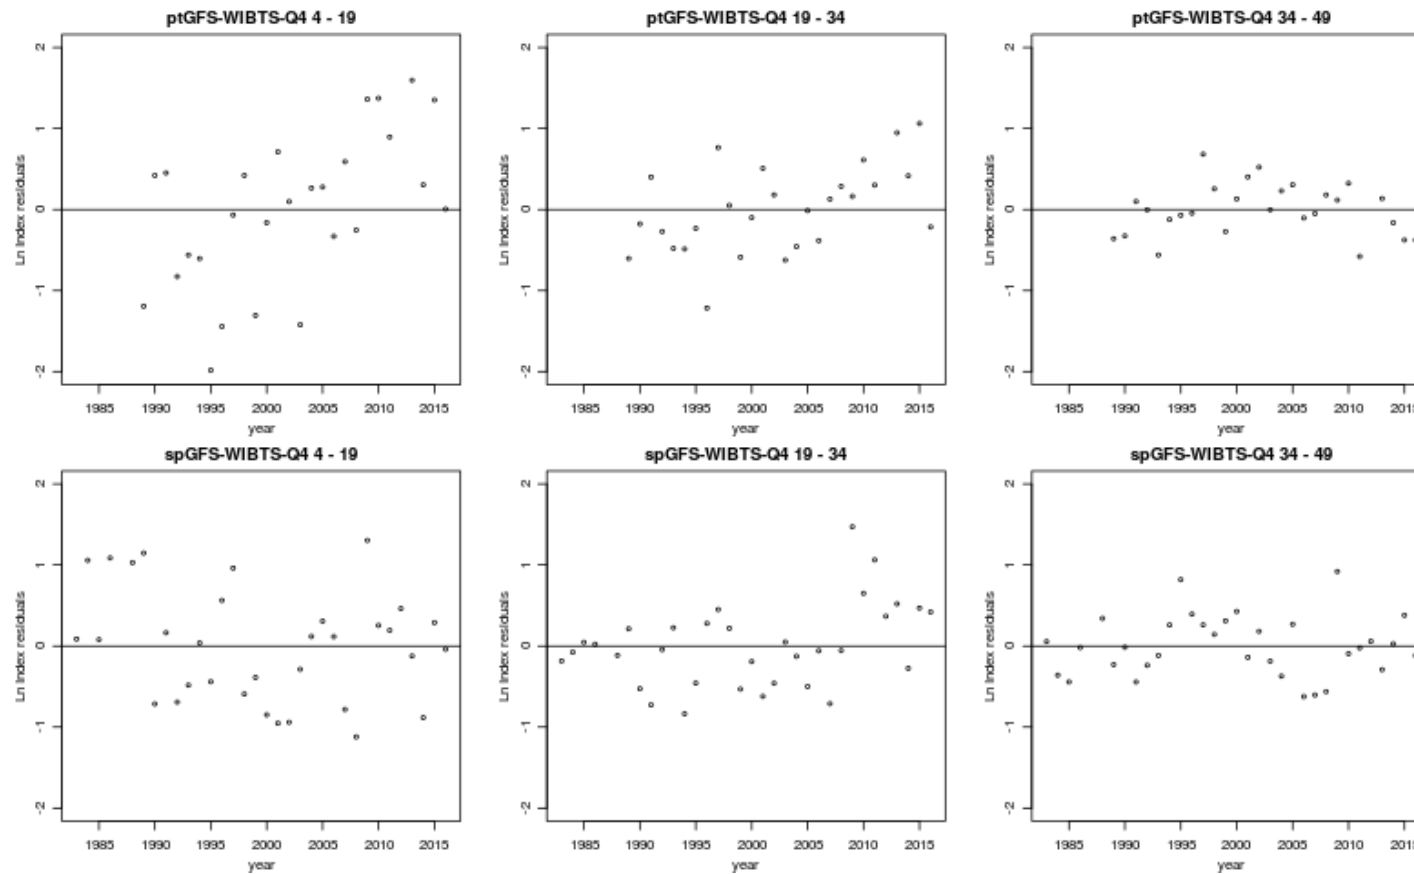 ptGFS-WIBTS-Q4 4 - 19
ptGFS-WIBTS-Q4 19 - 34
ptGFS-WIBTS-Q4 34 - 49
Ln Index residuals
2
1
0
-1
-2
1985 1990 1995 2000 2005 2010 2015
year
Ln Index residuals
2
1
0
-1
-2
1985 1990 1995 2000 2005 2010 2015
year
Ln Index residuals
2
1
0
-1
-2
1985 1990 1995 2000 2005 2010 2015
year
spGFS-WIBTS-Q4 4 - 19
spGFS-WIBTS-Q4 19 - 34
spGFS-WIBTS-Q4 34 - 49
Ln Index residuals
2
1
0
-1
-2
1985 1990 1995 2000 2005 2010 2015
year
Ln Index residuals
2
1
0
-1
-2
1985 1990 1995 2000 2005 2010 2015
year
Ln Index residuals
2
1
0
-1
-2
1985 1990 1995 2000 2005 2010 2015
year